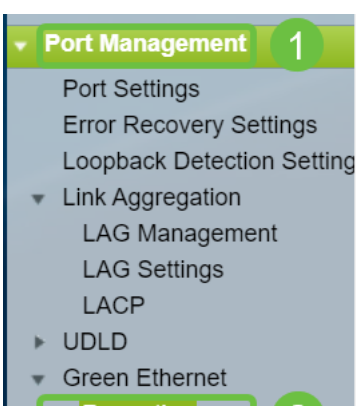 Port Management 1
Port Settings
Error Recovery Settings
Loopback Detection Setting
Link Aggregation
LAG Management
LAG Settings
LACP
UDLD
Green Ethernet